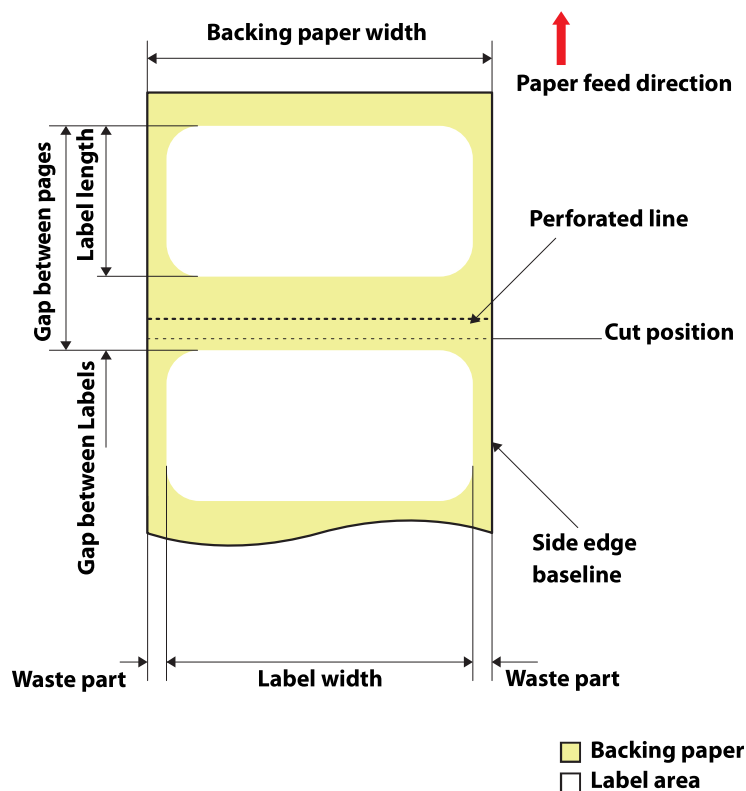 Backing paper width
Paper feed direction
Gap between pages
Label length
Perforated line
Cut position
Gap between Labels
Side edge
baseline
Waste part
Label width
Waste part
Backing paper
Label area